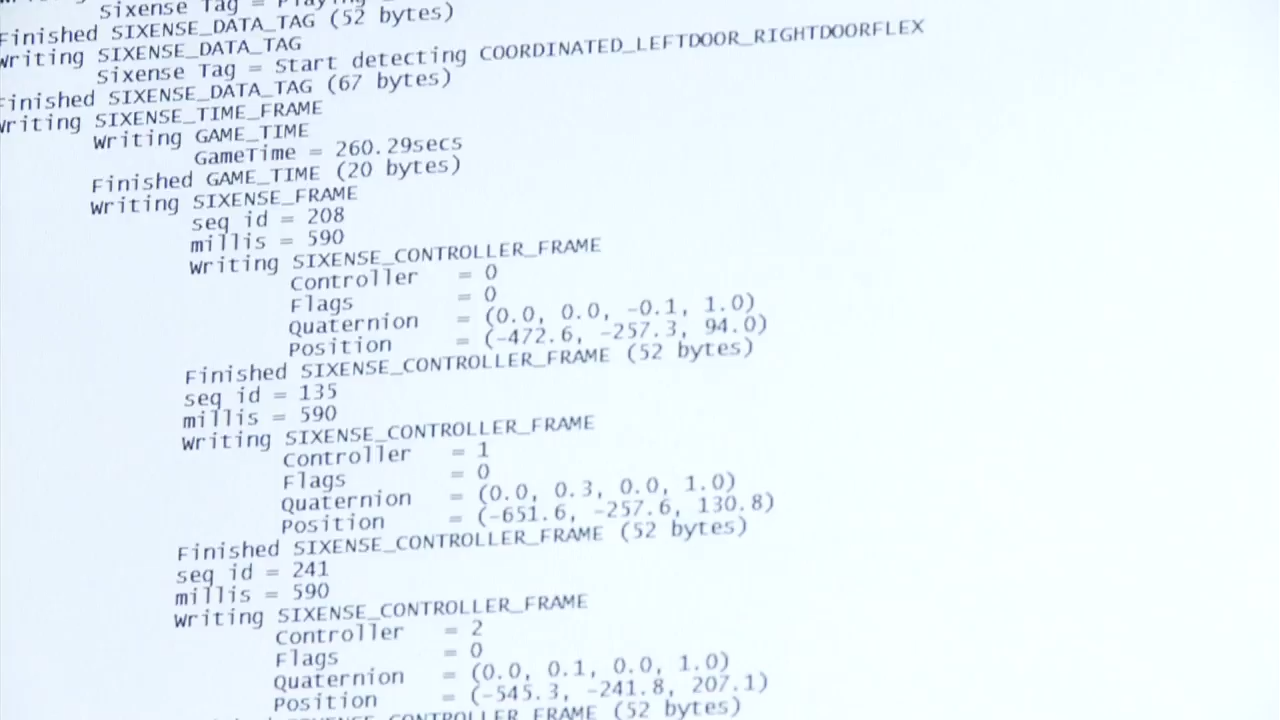 Sixense Tag =
Finished SIXENSE_DATA_TAG (52 bytes)
Writing SIXENSE_DATA_TAG
Sixense Tag = Start detecting COORDINATED_LEFTDOOR_RIGHTDOORFLEX
Finished SIXENSE_DATA_TAG (67 bytes)
Writing SIXENSE_TIME_FRAME
Writing GAME_TIME
GameTime = 260.29secs
Finished GAME_TIME (20 bytes)
Writing SIXENSE_FRAME
seq id = 208
millis = 590
Writing SIXENSE_CONTROLLER_FRAME
Controller = 0
Flags = 0
Quaternion = (0.0, 0.0, -0.1, 1.0)
Position = (-472.6, -257.3, 94.0)
Finished SIXENSE_CONTROLLER_FRAME (52 bytes)
seq id = 135
millis = 590
Writing SIXENSE_CONTROLLER_FRAME
Controller = 1
Flags = 0
Quaternion = (0.0, 0.3, 0.0, 1.0)
Position = (-651.6, -257.6, 130.8)
Finished SIXENSE_CONTROLLER_FRAME (52 bytes)
seq id = 241
millis = 590
Writing SIXENSE_CONTROLLER_FRAME
Controller = 2
Flags = 0
Quaternion = (0.0, 0.1, 0.0, 1.0)
Position = (-545.3, -241.8, 207.1)
SIXENSE_CONTROLLER_FRAME (52 bytes)